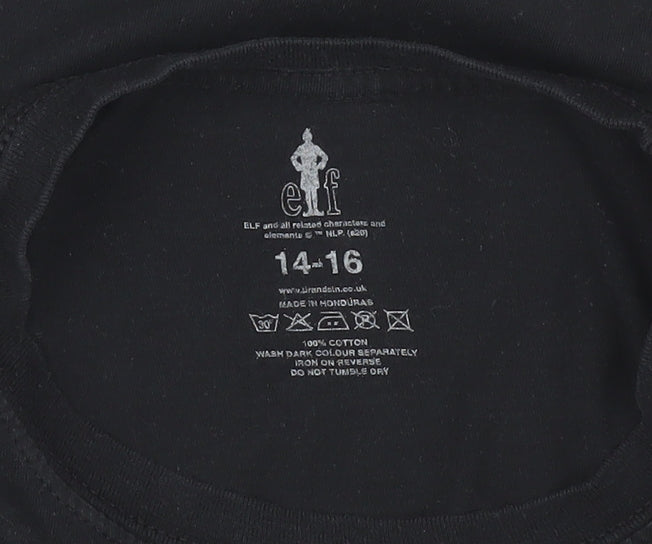 elf
ELF and all related characters and
elements © ™ NLP. (s20)
14-16
www.brandsin.co.uk
MADE IN HONDURAS
30°
100% COTTON
WASH DARK COLOUR SEPARATELY
IRON ON REVERSE
DO NOT TUMBLE DRY